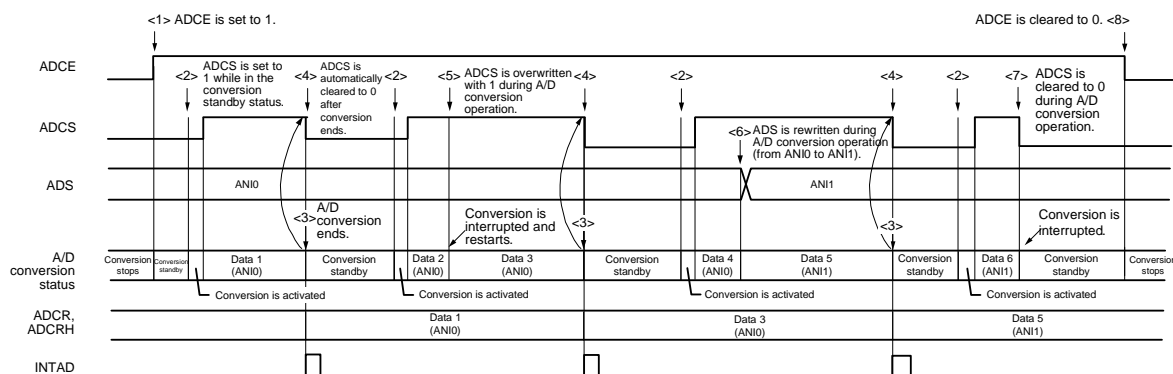 <1> ADCE is set to 1.
ADCE is cleared to 0. <8>
ADCE
<2>
ADCS is set to
1 while in the
conversion
standby status.
<4>
ADCS is
automatically
cleared to 0
after
conversion
ends.
<2>
<5>
ADCS is overwritten
with 1 during A/D
conversion
operation.
<4>
<2>
<4>
<2>
<7>
ADCS is
cleared to 0
during A/D
conversion
operation.
ADCS
<6>
ADS is rewritten during
A/D conversion operation
(from ANI0 to ANI1).
ADS
ANI0
ANI1
<3>
A/D
conversion
ends.
Conversion is
interrupted and
restarts.
<3>
<3>
Conversion is
interrupted.
A/D
conversion
status
Conversion
stops
Conversion
standby
Data 1
(ANI0)
Conversion
standby
Data 2
(ANI0)
Data 3
(ANI0)
Conversion
standby
Data 4
(ANI0)
Data 5
(ANI1)
Conversion
standby
Data 6
(ANI1)
Conversion
standby
Conversion
stops
Conversion is activated
Conversion is activated
Conversion is activated
Conversion is activated
ADCR,
ADCRH
Data 1
(ANI0)
Data 3
(ANI0)
Data 5
(ANI1)
INTAD